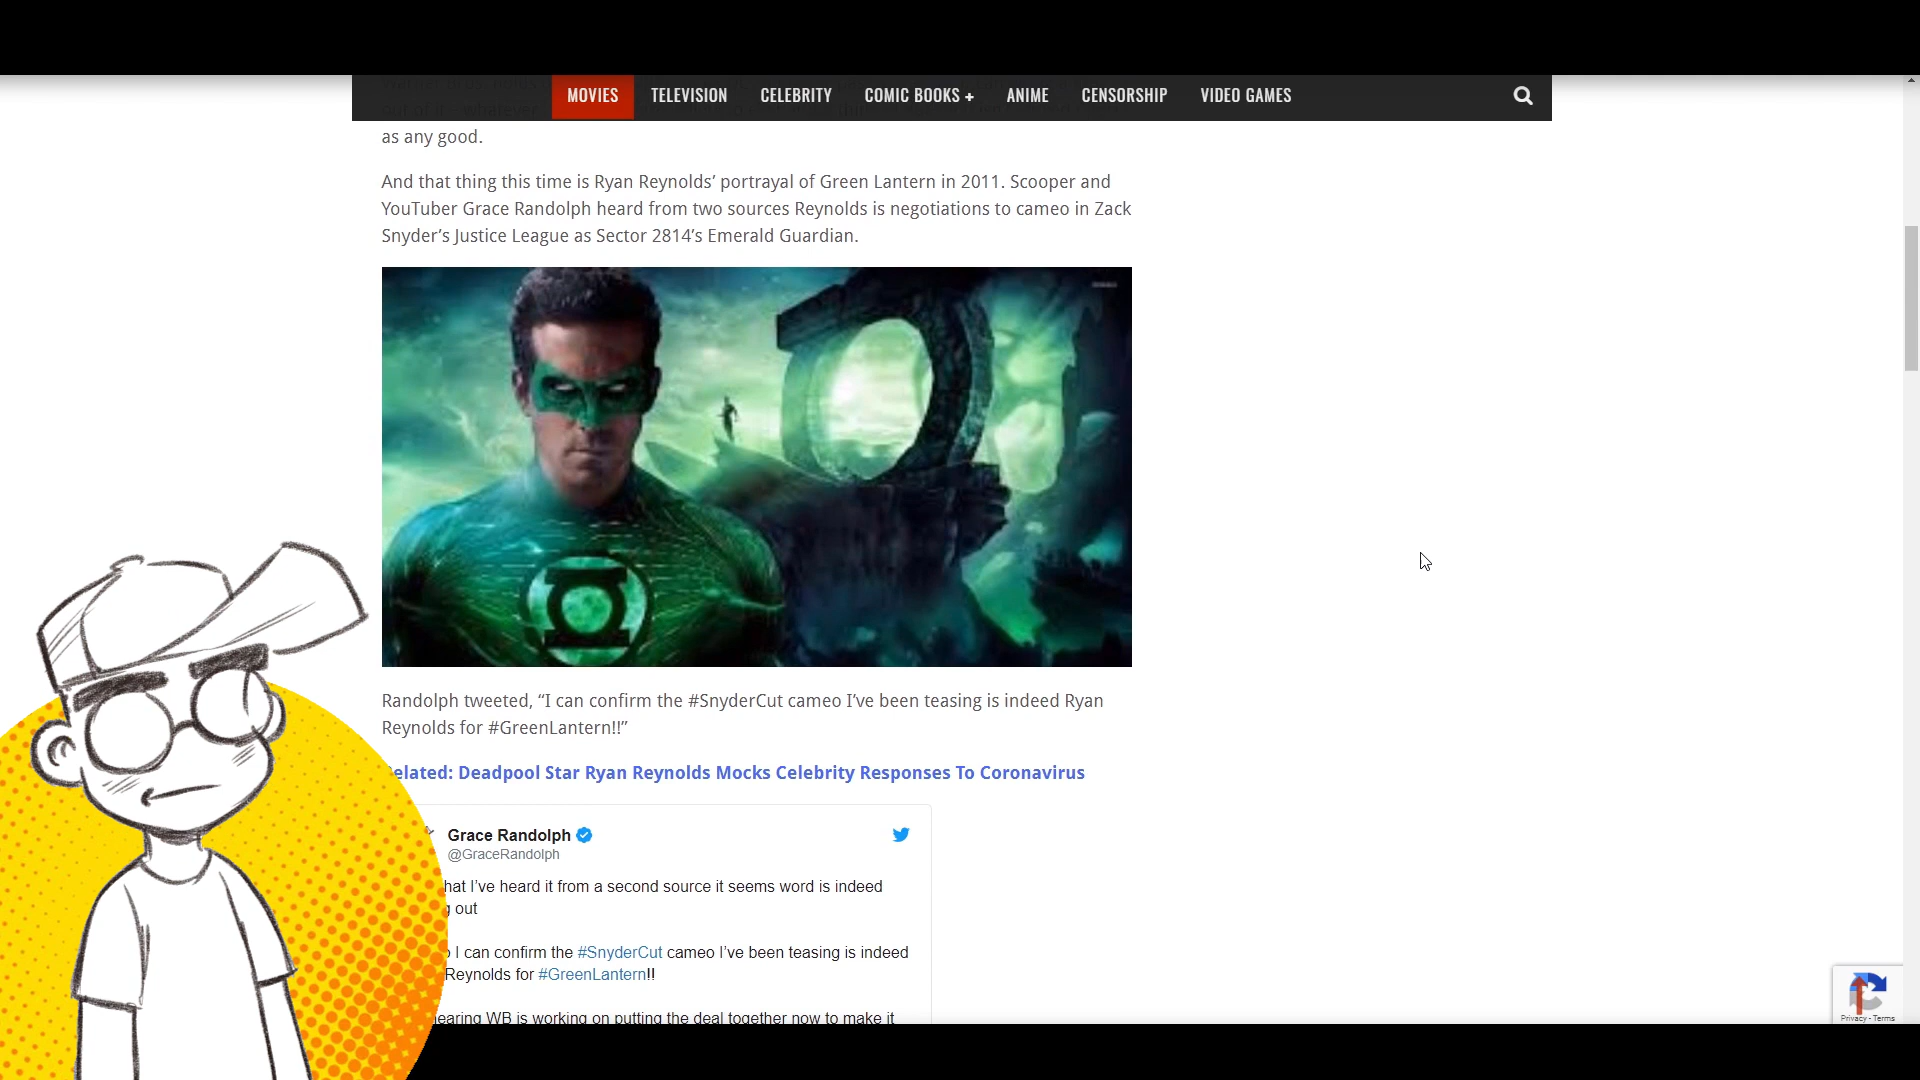 MOVIES TELEVISION CELEBRITY COMIC BOOKS + ANIME CENSORSHIP VIDEO GAMES
as any good.
And that thing this time is Ryan Reynolds’ portrayal of Green Lantern in 2011. Scooper and
YouTuber Grace Randolph heard from two sources Reynolds is negotiations to cameo in Zack
Snyder’s Justice League as Sector 2814’s Emerald Guardian.
Randolph tweeted, “I can confirm the #SnyderCut cameo I’ve been teasing is indeed Ryan
Reynolds for #GreenLantern!!”
elated: Deadpool Star Ryan Reynolds Mocks Celebrity Responses To Coronavirus
Grace Randolph
@GraceRandolph
hat I’ve heard it from a second source it seems word is indeed
g out
o I can confirm the #SnyderCut cameo I’ve been teasing is indeed
Reynolds for #GreenLantern!!
earing WB is working on putting the deal together now to make it
Privacy - Terms